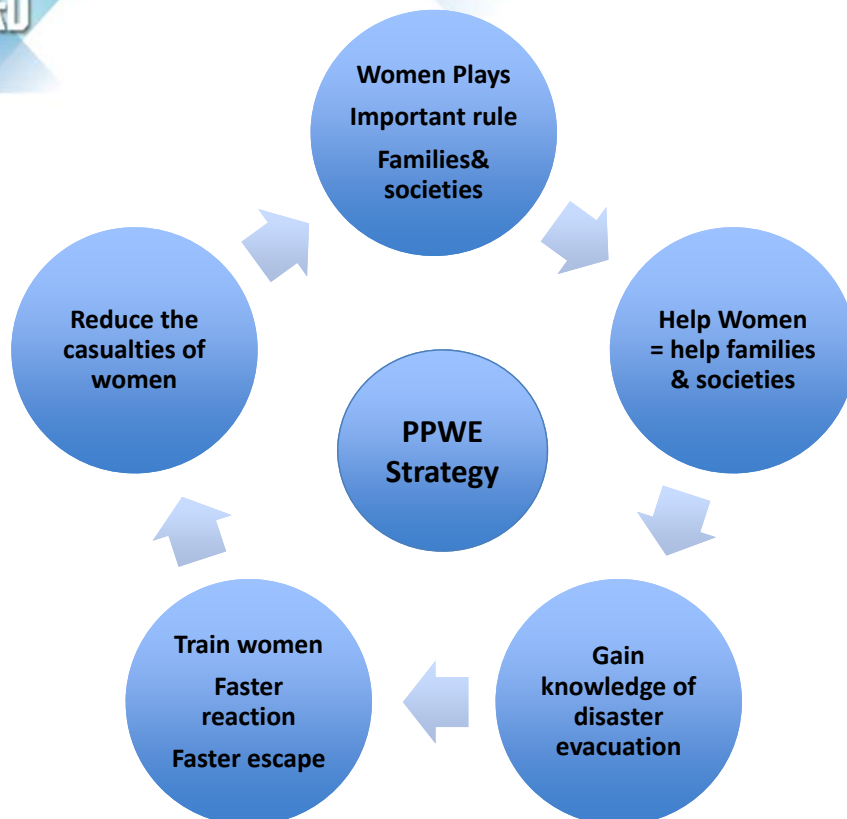 Women Plays
Important rule
Families&
societies
Help Women
= help families
& societies
Gain
knowledge of
disaster
evacuation
Train women
Faster
reaction
Faster escape
Reduce the
casualties of
women
PPWE
Strategy